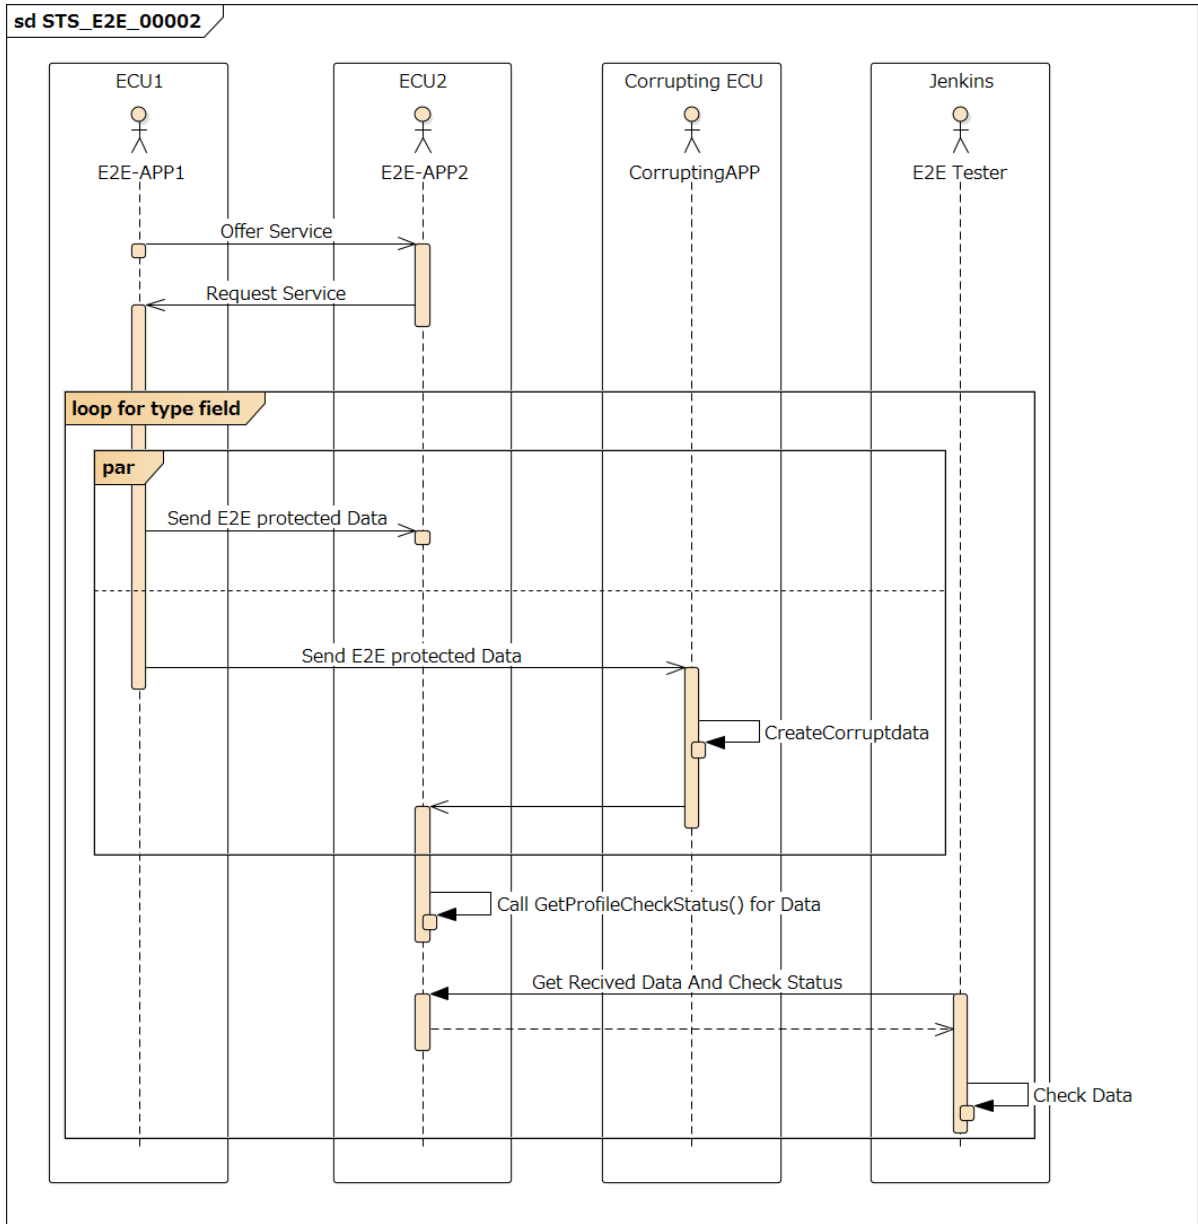 sd STS_E2E_00002
ECU1
ECU2
Corrupting ECU
Jenkins
E2E-APP1
E2E-APP2
CorruptingAPP
E2E Tester
Offer Service
Request Service
loop for type field
par
Send E2E protected Data
Send E2E protected Data
CreateCorruptdata
Call GetProfileCheckStatus() for Data
Get Recived Data And Check Status
Check Data